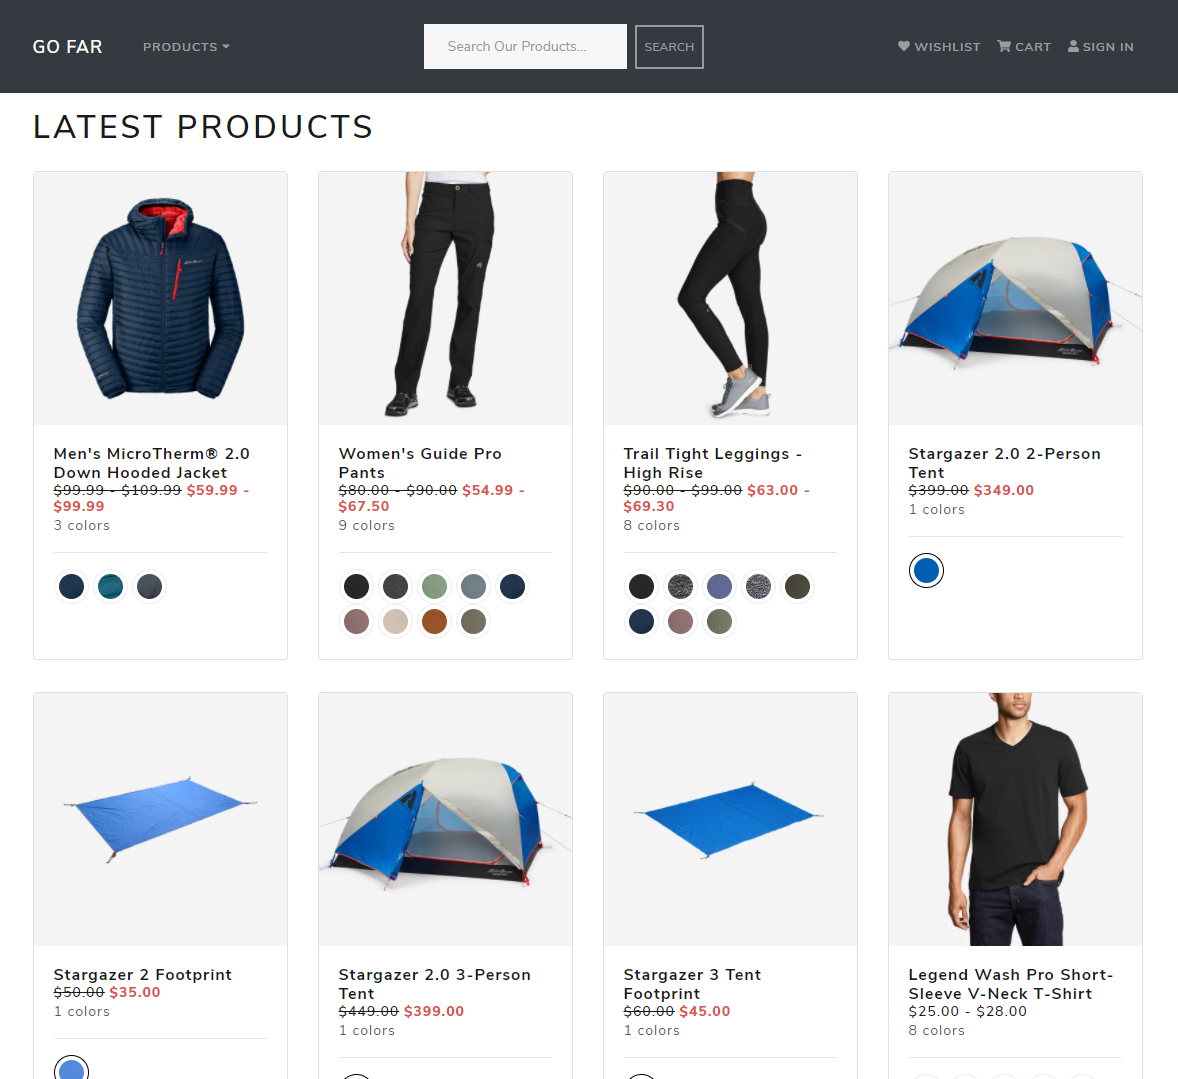 GO FAR
PRODUCTS
Search Our Products...
SEARCH
WISHLIST
CART
SIGN IN
LATEST PRODUCTS
Men's MicroTherm® 2.0
Down Hooded Jacket
$99.99 - $109.99 $59.99 -
$99.99
3 colors
Women's Guide Pro
Pants
$80.00 - $90.00 $54.99 -
$67.50
9 colors
Trail Tight Leggings -
High Rise
$90.00 - $99.00 $63.00 -
$69.30
8 colors
Stargazer 2.0 2-Person
Tent
$399.00 $349.00
1 colors
Stargazer 2 Footprint
$50.00 $35.00
1 colors
Stargazer 2.0 3-Person
Tent
$449.00 $399.00
1 colors
Stargazer 3 Tent
Footprint
$60.00 $45.00
1 colors
Legend Wash Pro Short-
Sleeve V-Neck T-Shirt
$25.00 - $28.00
8 colors